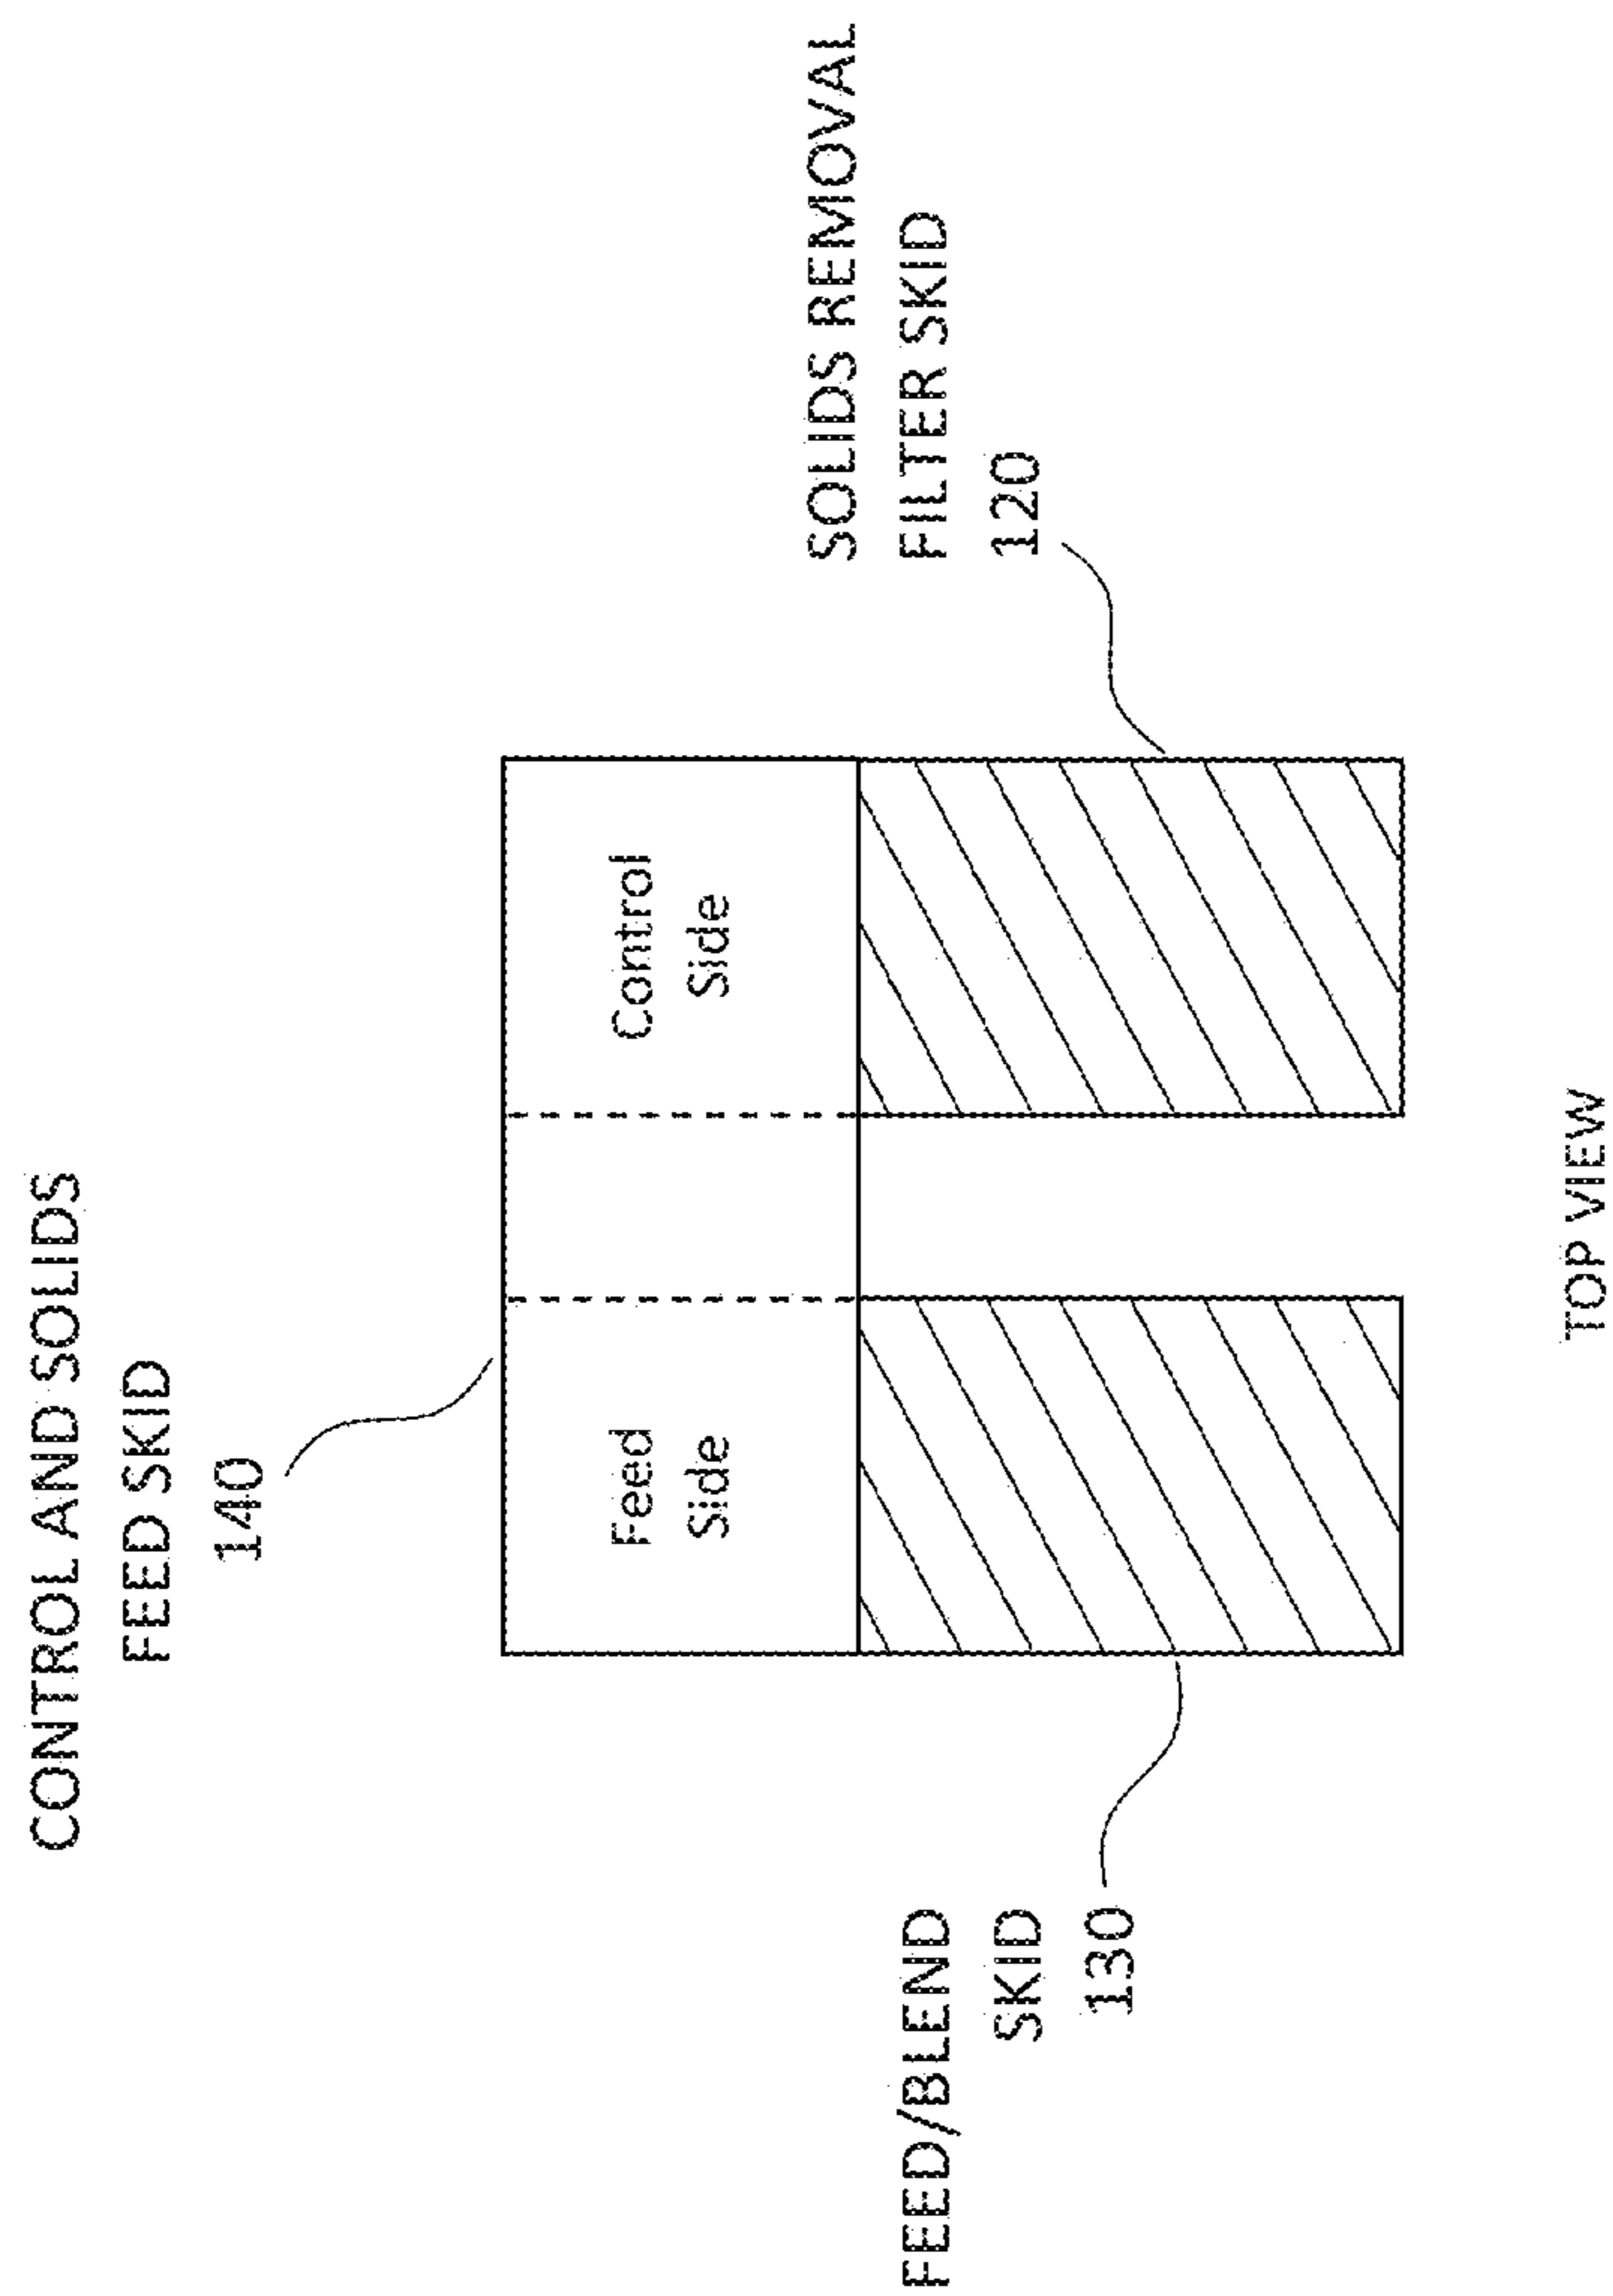 CONTROL AND SOLIDS
FEED SKID
140
Feed
Side
Control
Side
SOLIDS REMOVAL
FILTER SKID
120
FEED/BLEND
SKID
130
TOP VIEW